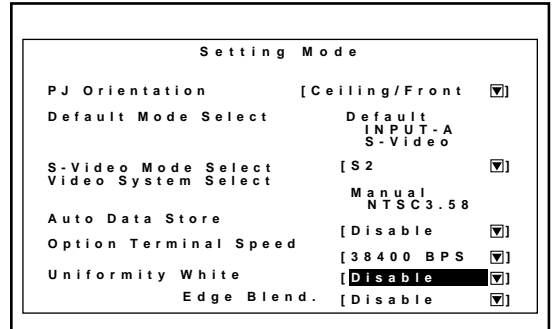 Setting Mode
PJ Orientation [Ceiling/Front ▼]
Default Mode Select Default
INPUT-A
S-Video
S-Video Mode Select [S2 ▼]
Video System Select
Manual
NTSC3.58
Auto Data Store
[Disable ▼]
Option Terminal Speed
[38400 BPS ▼]
Uniformity White [Disable ▼]
Edge Blend. [Disable ▼]